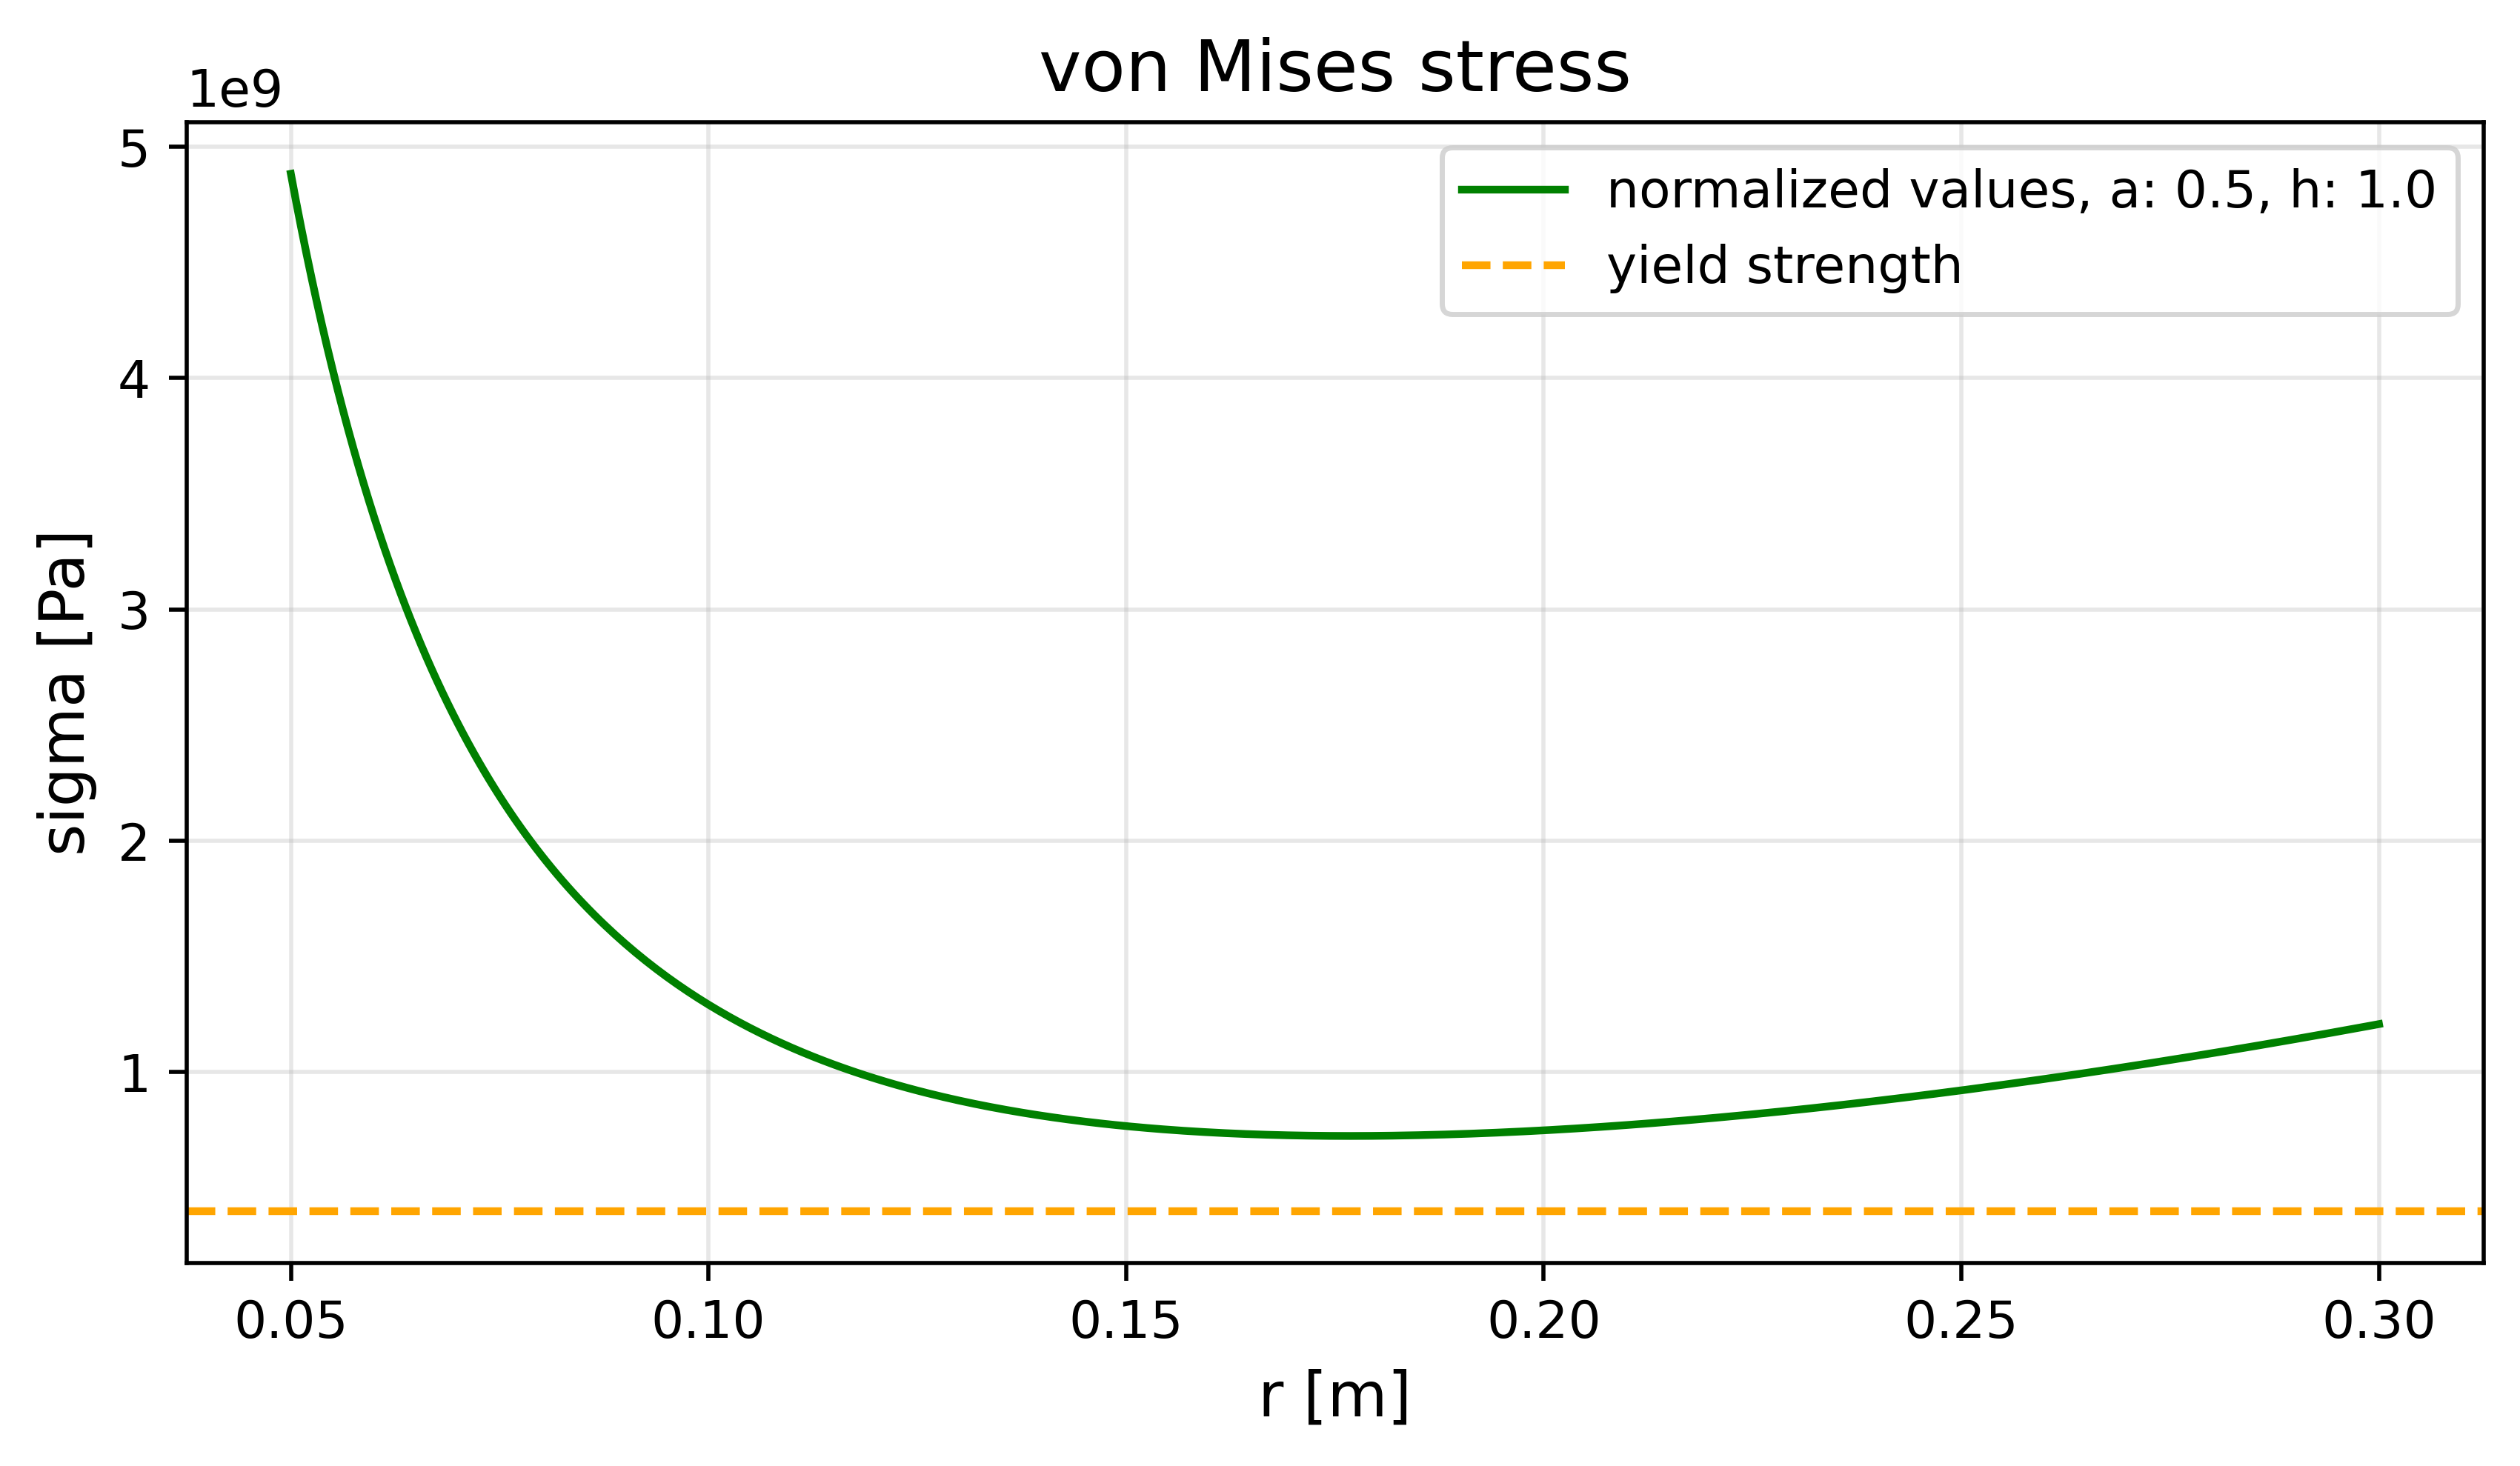 von Mises stress
1e9
5
4
3
2
1
sigma [Pa]
normalized values, a: 0.5, h: 1.0
yield strength
0.05 0.10 0.15 0.20 0.25 0.30
r [m]